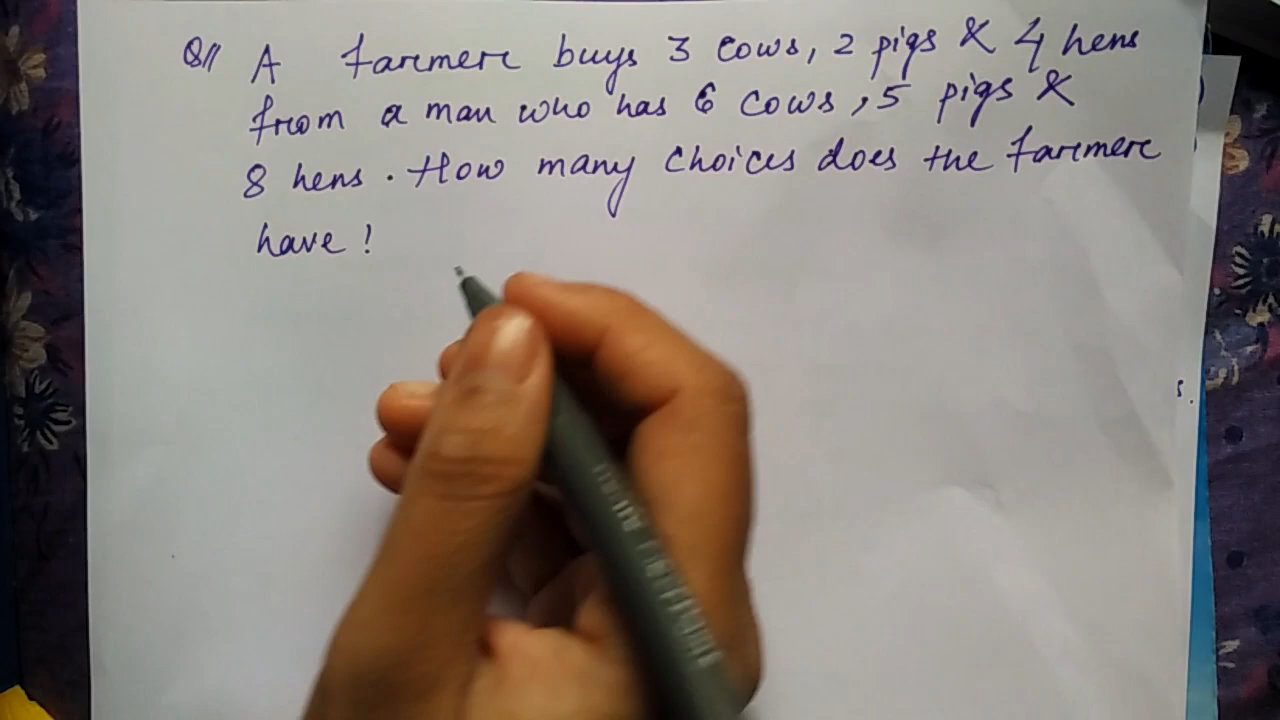 Q// A farmer buys 3 cows, 2 pigs & 4 hens
from a man who has 6 cows, 5 pigs &
8 hens. How many choices does the farmer
have!